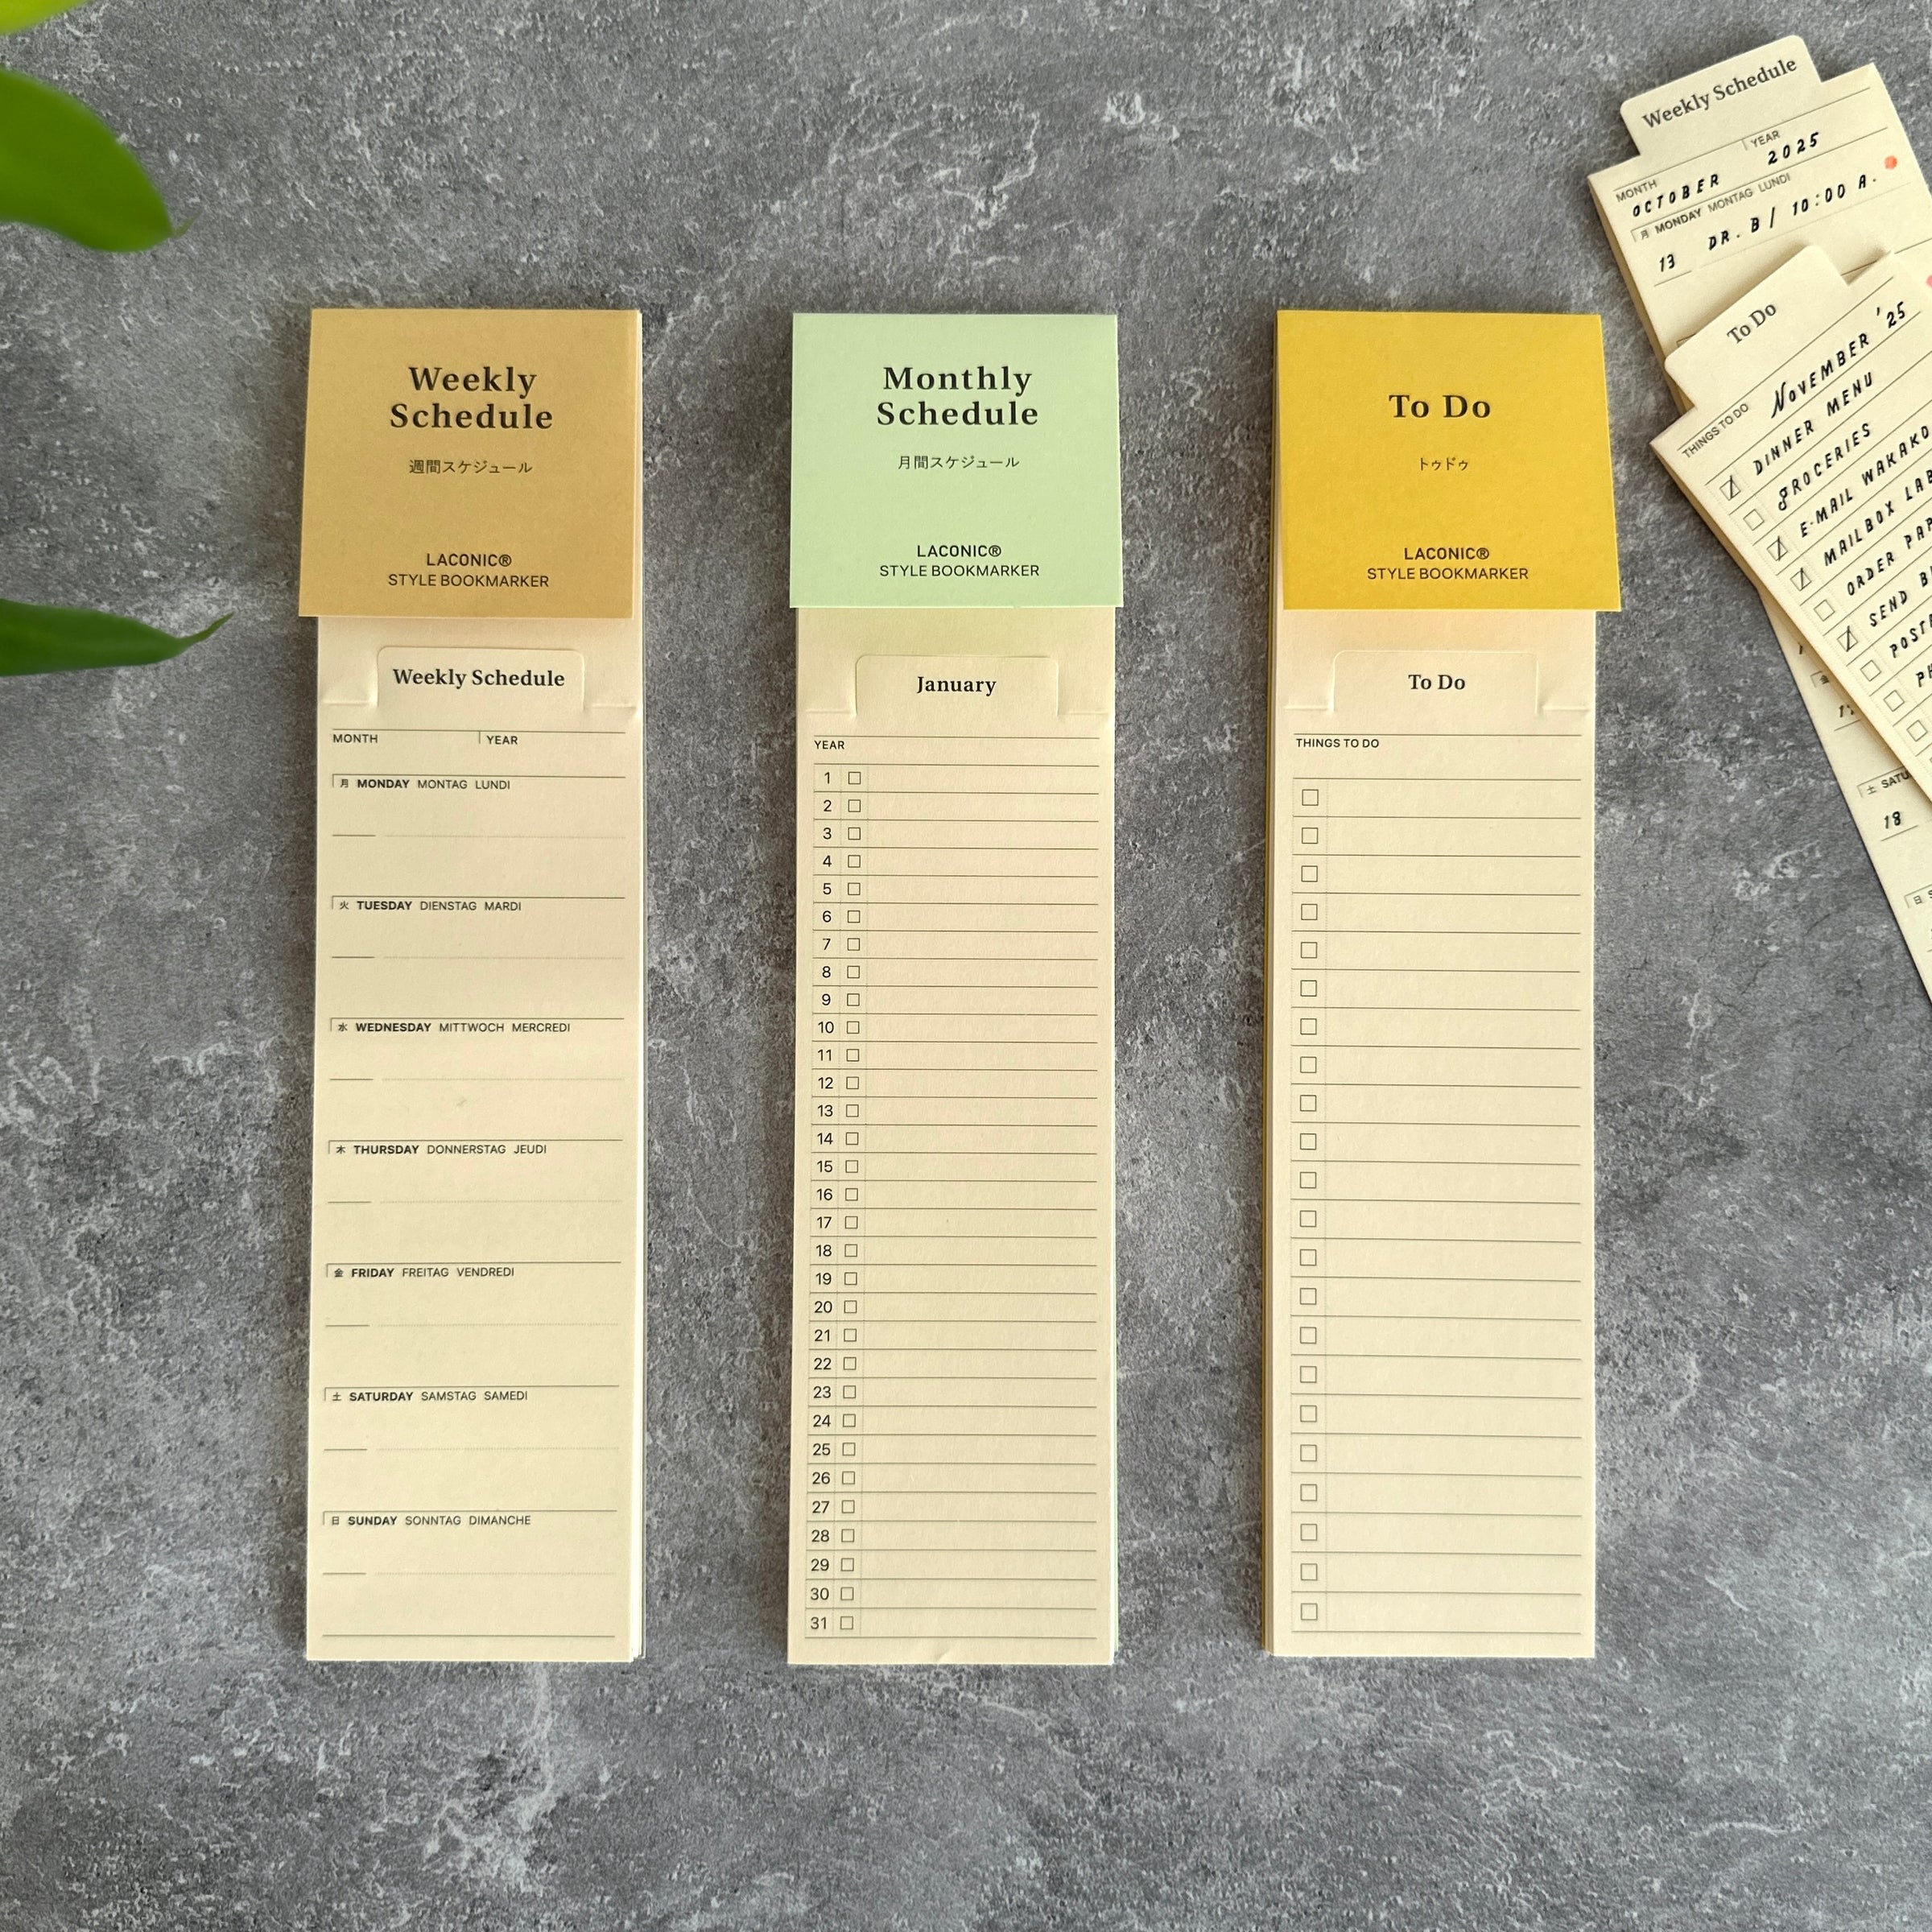 Weekly
Schedule
週間スケジュール
LACONIC®
STYLE BOOKMARKER
Weekly Schedule
MONTH YEAR
月 MONDAY MONTAG LUNDI
火 TUESDAY DIENSTAG MARDI
水 WEDNESDAY MITTWOCH MERCREDI
木 THURSDAY DONNERSTAG JEUDI
金 FRIDAY FREITAG VENDREDI
土 SATURDAY SAMSTAG SAMEDI
日 SUNDAY SONNTAG DIMANCHE
Monthly
Schedule
月間スケジュール
LACONIC®
STYLE BOOKMARKER
January
YEAR
1
2
3
4
5
6
7
8
9
10
11
12
13
14
15
16
17
18
19
20
21
22
23
24
25
26
27
28
29
30
31
To Do
トゥドゥ
LACONIC®
STYLE BOOKMARKER
To Do
THINGS TO DO
Weekly Schedule
MONTH YEAR
OCTOBER 2025
月 MONDAY MONTAG LUNDI
13 DR. B/ 10:00 A.
To Do
THINGS TO DO NOVEMBER '25
DINNER MENU
GROCERIES
E-MAIL WAKAKO
MAILBOX
ORDER
SEND
土
18
日